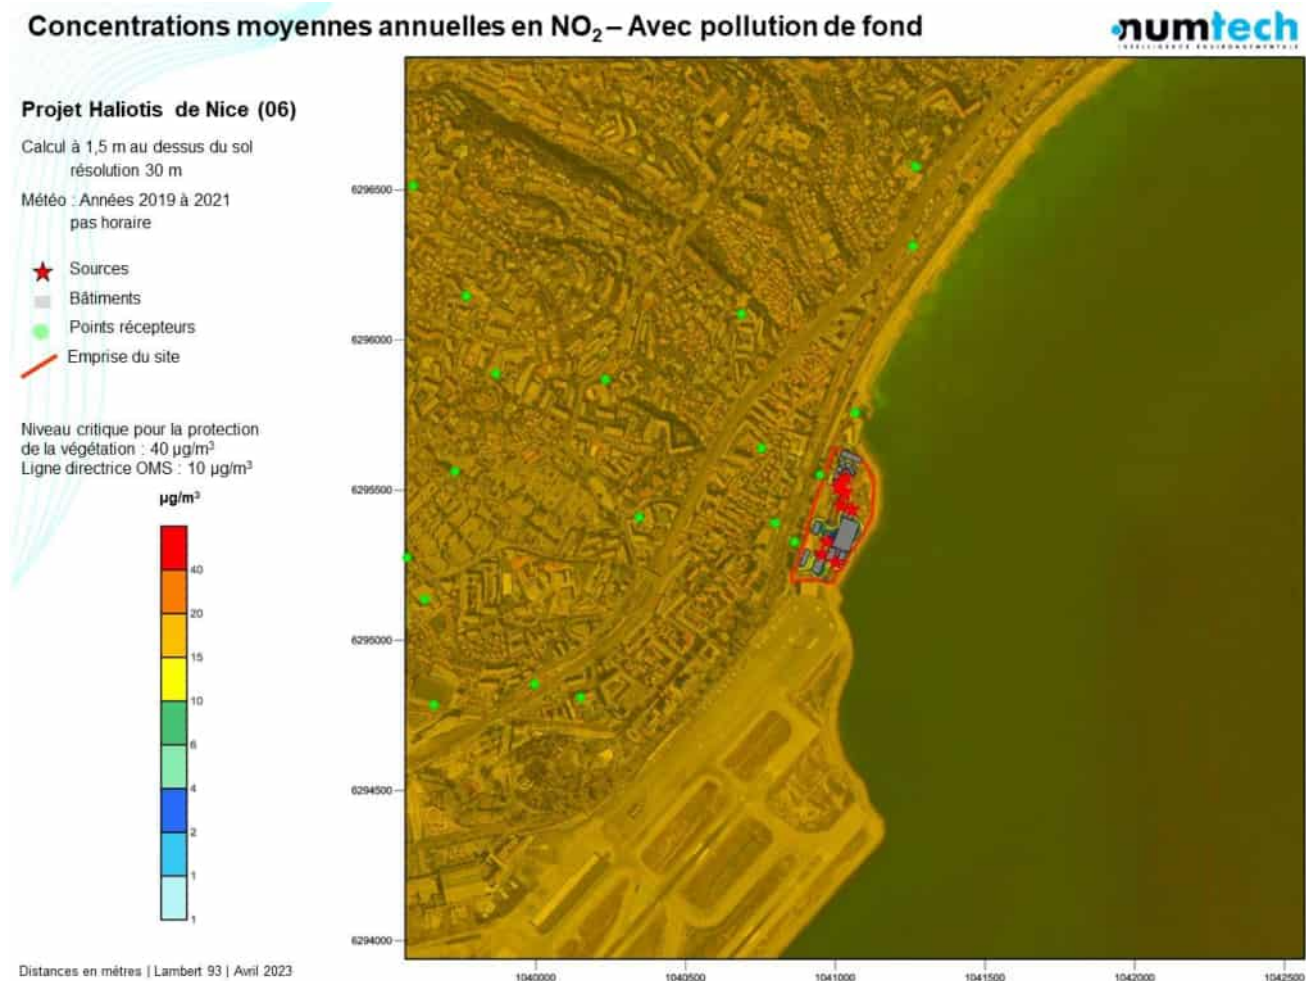 Concentrations moyennes annuelles en NO₂ – Avec pollution de fond
numtech
INTELLIGENCE ENVIRONNEMENTALE
Projet Haliotis de Nice (06)
Calcul à 1,5 m au dessus du sol
résolution 30 m
Météo : Années 2019 à 2021
pas horaire
Sources
Bâtiments
Points récepteurs
Emprise du site
Niveau critique pour la protection
de la végétation : 40 µg/m³
Ligne directrice OMS : 10 µg/m³
µg/m³
40
20
15
10
6
4
2
1
1
6296500
6296000
6295500
6295000
6294500
6294000
1040000
1040500
1041000
1041500
1042000
1042500
Distances en mètres | Lambert 93 | Avril 2023